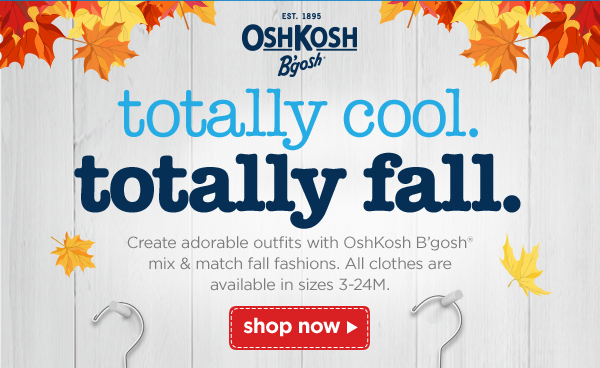 EST. 1895
OSHKOSH
B'gosh®
totally cool.
totally fall.
Create adorable outfits with OshKosh B'gosh®
mix & match fall fashions. All clothes are
available in sizes 3-24M.
shop now ▶